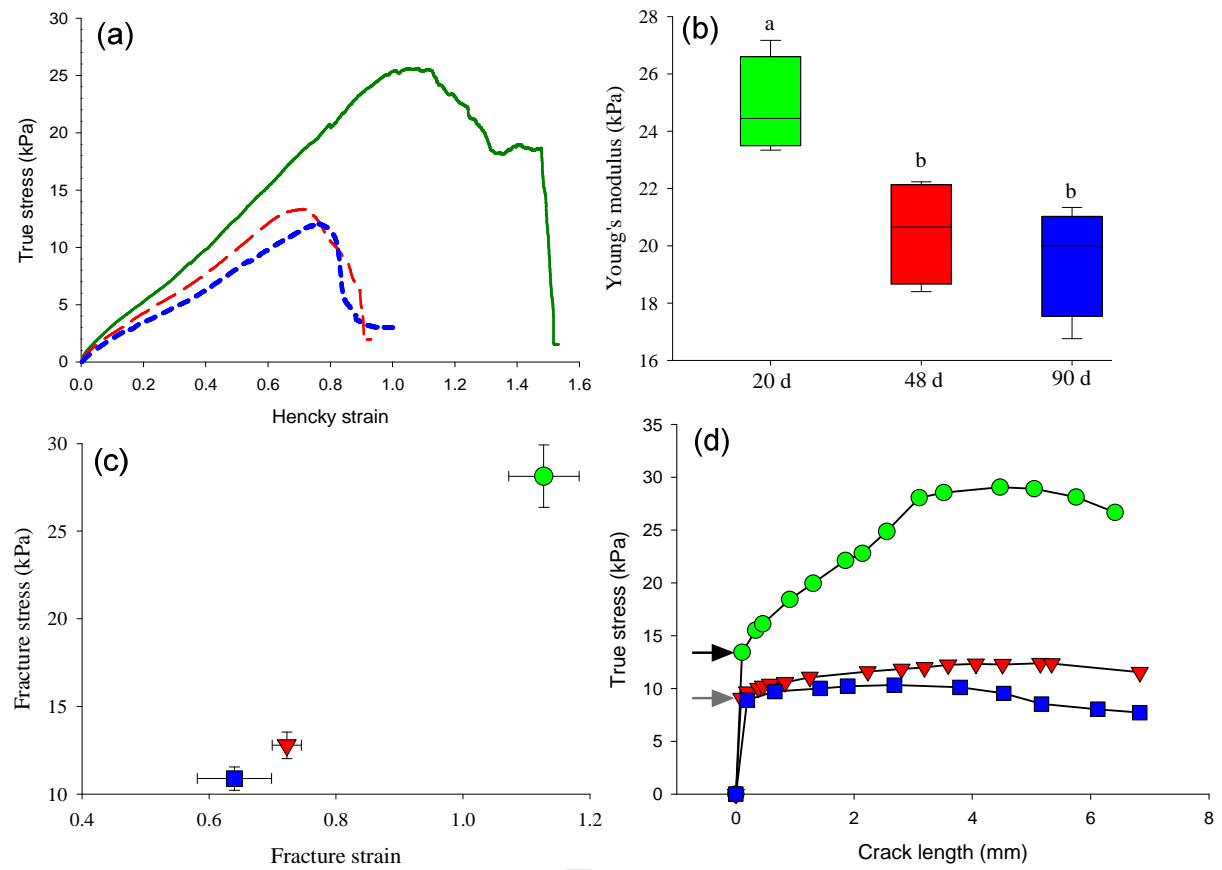 (a)
True stress (kPa)
30
25
20
15
10
5
0
0.0 0.2 0.4 0.6 0.8 1.0 1.2 1.4 1.6
Hencky strain
(b)
Young's modulus (kPa)
28
26
24
22
20
18
16
a
b
b
20 d 48 d 90 d
(c)
Fracture stress (kPa)
30
25
20
15
10
0.4 0.6 0.8 1.0 1.2
Fracture strain
(d)
True stress (kPa)
35
30
25
20
15
10
5
0
0 2 4 6 8
Crack length (mm)